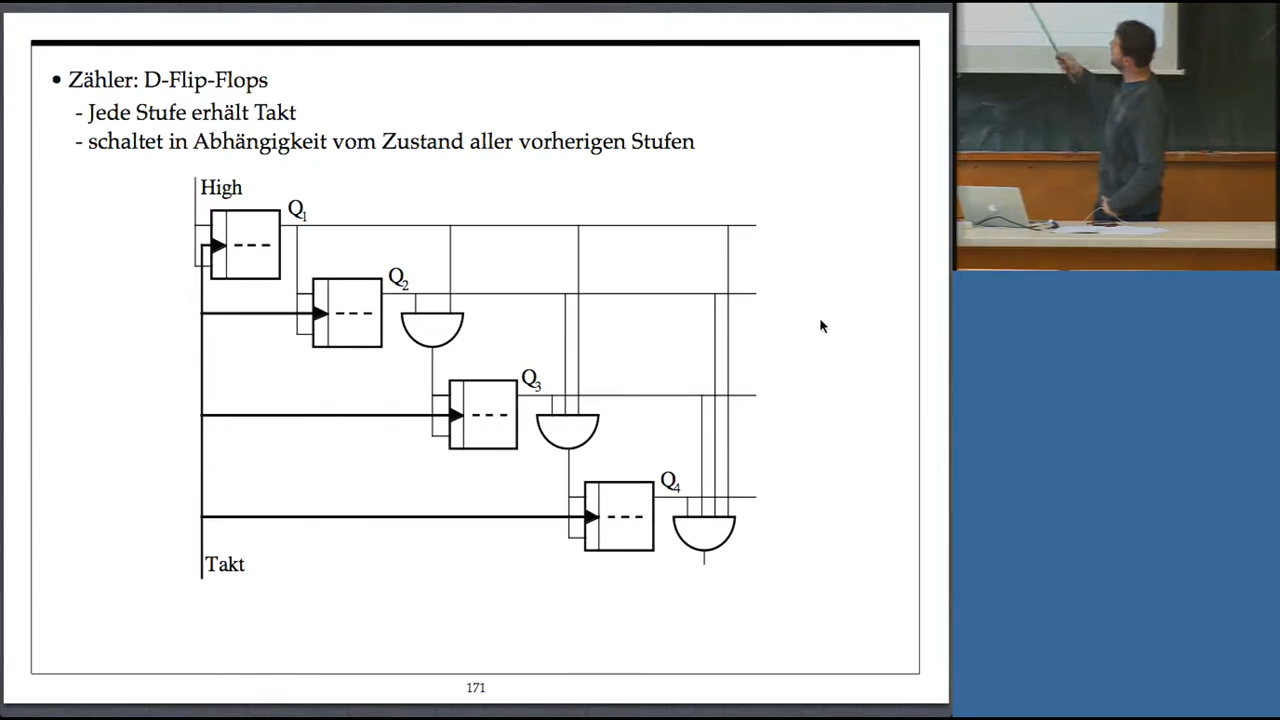 • Zähler: D-Flip-Flops
- Jede Stufe erhält Takt
- schaltet in Abhängigkeit vom Zustand aller vorherigen Stufen
High
Q1
Q2
Q3
Q4
Takt
171